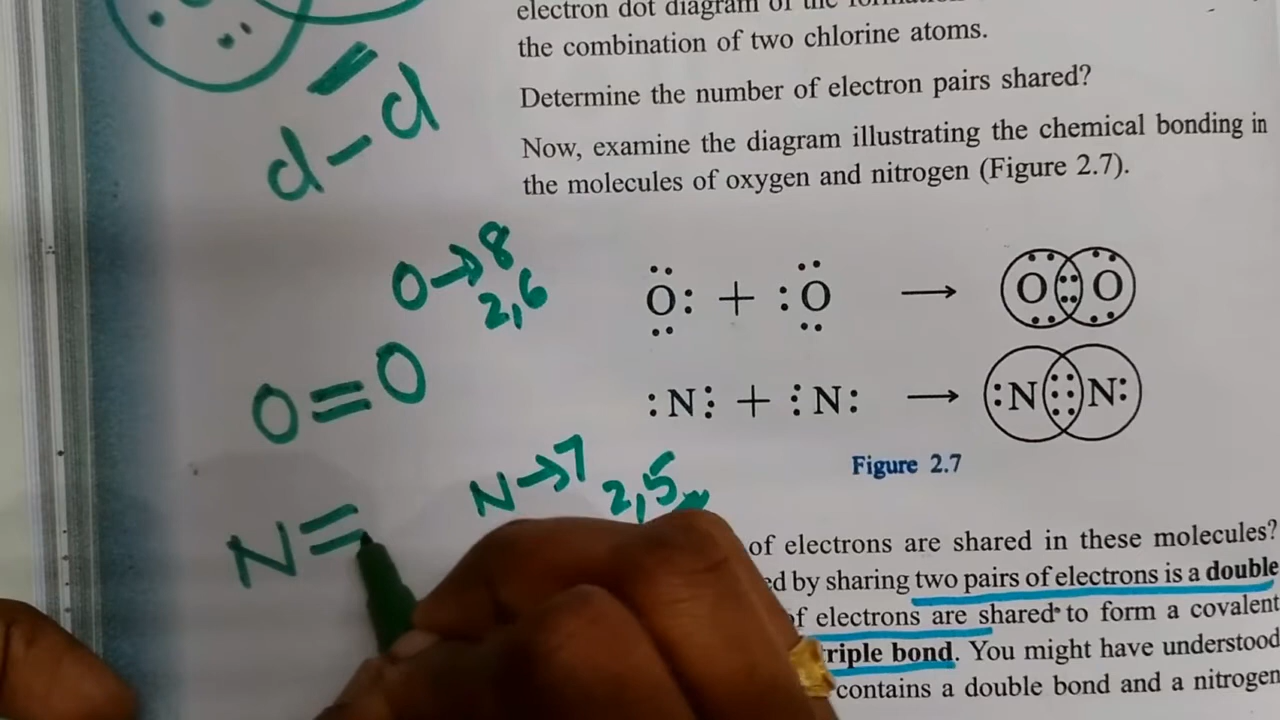 electron dot diagram of the formation
the combination of two chlorine atoms.
Determine the number of electron pairs shared?
Now, examine the diagram illustrating the chemical bonding in
the molecules of oxygen and nitrogen (Figure 2.7).
d-d
O→8
2,6
O=O
N→7
2,5
N=
O: + :O → O::O
:N⋮ + ⋮N: → :N⋮⋮N:
Figure 2.7
of electrons are shared in these molecules?
ed by sharing two pairs of electrons is a double
of electrons are shared to form a covalent
riple bond. You might have understood
contains a double bond and a nitrogen